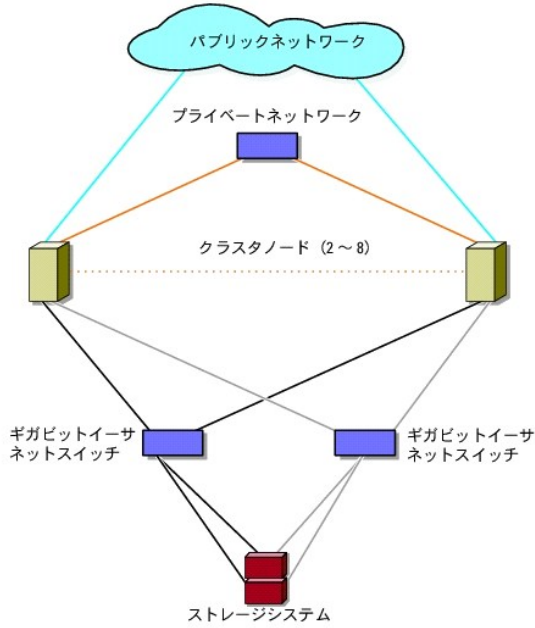 パブリックネットワーク
プライベートネットワーク
クラスタノード（2～8）
ギガビットイーサ
ネットスイッチ
ギガビットイーサ
ネットスイッチ
ストレージシステム